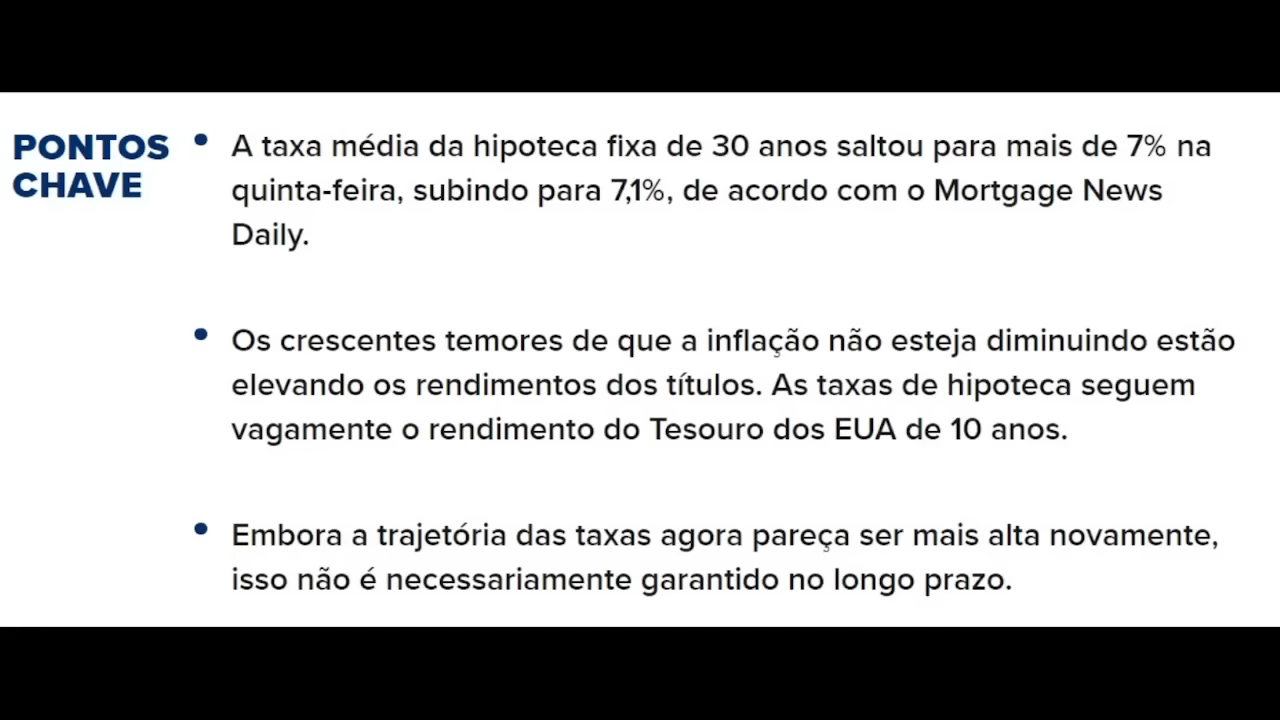 PONTOS
CHAVE
• A taxa média da hipoteca fixa de 30 anos saltou para mais de 7% na
quinta-feira, subindo para 7,1%, de acordo com o Mortgage News
Daily.
• Os crescentes temores de que a inflação não esteja diminuindo estão
elevando os rendimentos dos títulos. As taxas de hipoteca seguem
vagamente o rendimento do Tesouro dos EUA de 10 anos.
• Embora a trajetória das taxas agora pareça ser mais alta novamente,
isso não é necessariamente garantido no longo prazo.